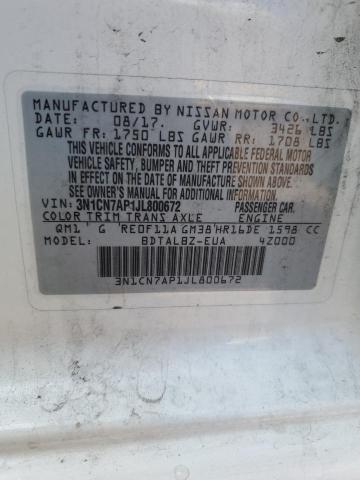 MANUFACTURED BY NISSAN MOTOR CO., LTD.
DATE: 08/17. GVWR: 3426 LBS
GAWR FR: 1750 LBS GAWR RR: 1708 LBS
THIS VEHICLE CONFORMS TO ALL APPLICABLE FEDERAL MOTOR
VEHICLE SAFETY, BUMPER AND THEFT PREVENTION STANDARDS
IN EFFECT ON THE DATE OF MANUFACTURE SHOWN ABOVE.
SEE OWNERS MANUAL FOR MORE INFORMATION.
VIN: 3N1CN7AP1JL800672 PASSENGER CAR.
COLOR TRIM TRANS AXLE ENGINE
QM1 G RE0F11A GM38 HR16DE 1598 CC
MODEL: BDTALBZ-EUA 4Z000
3N1CN7AP1JL800672